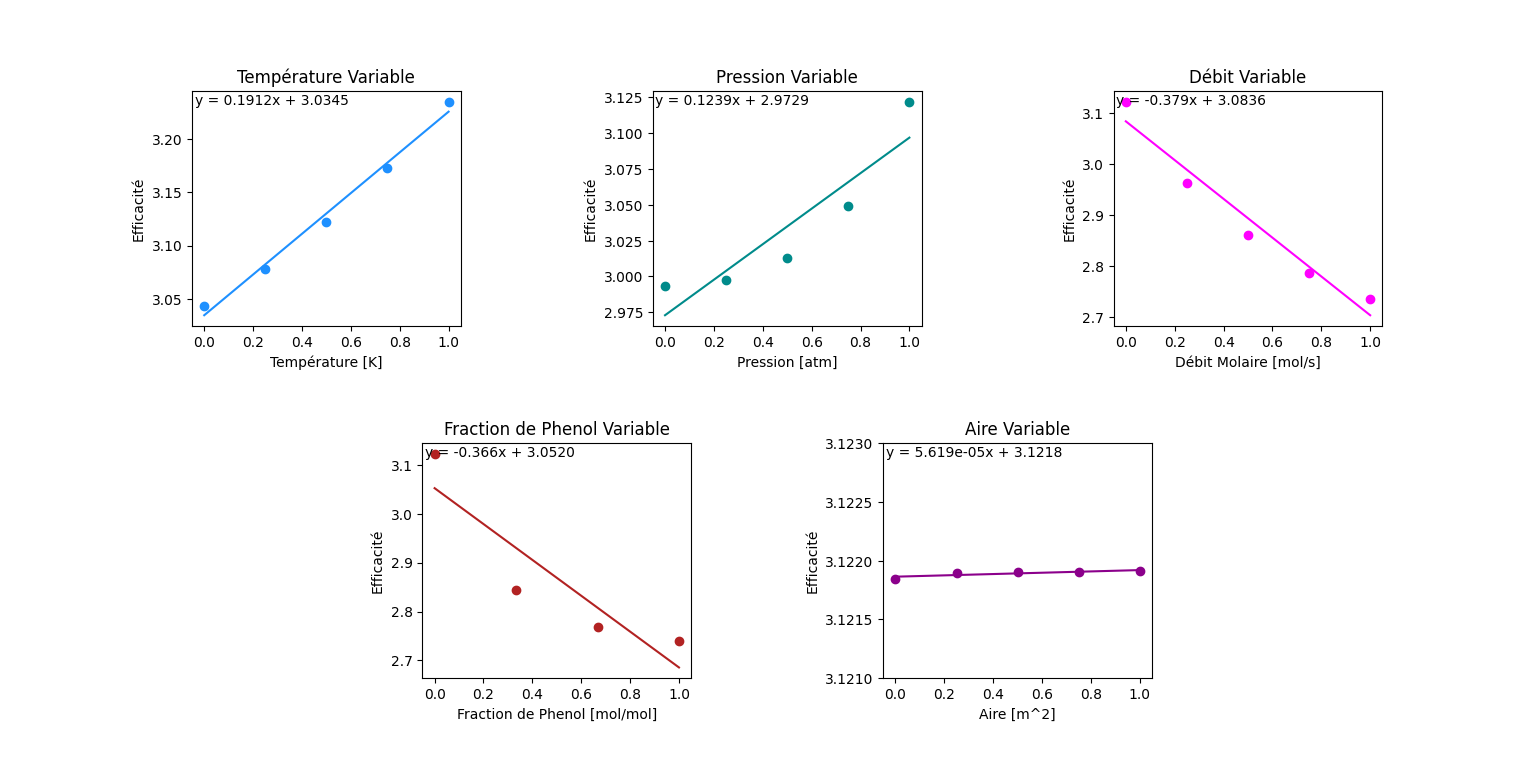 Température Variable
y = 0.1912x + 3.0345
3.20
3.15
3.10
3.05
Efficacité
0.0 0.2 0.4 0.6 0.8 1.0
Température [K]
Pression Variable
y = 0.1239x + 2.9729
3.125
3.100
3.075
3.050
3.025
3.000
2.975
Efficacité
0.0 0.2 0.4 0.6 0.8 1.0
Pression [atm]
Débit Variable
y = -0.379x + 3.0836
3.1
3.0
2.9
2.8
2.7
Efficacité
0.0 0.2 0.4 0.6 0.8 1.0
Débit Molaire [mol/s]
Fraction de Phenol Variable
y = -0.366x + 3.0520
3.1
3.0
2.9
2.8
2.7
Efficacité
0.0 0.2 0.4 0.6 0.8 1.0
Fraction de Phenol [mol/mol]
Aire Variable
y = 5.619e-05x + 3.1218
3.1230
3.1225
3.1220
3.1215
3.1210
Efficacité
0.0 0.2 0.4 0.6 0.8 1.0
Aire [m^2]